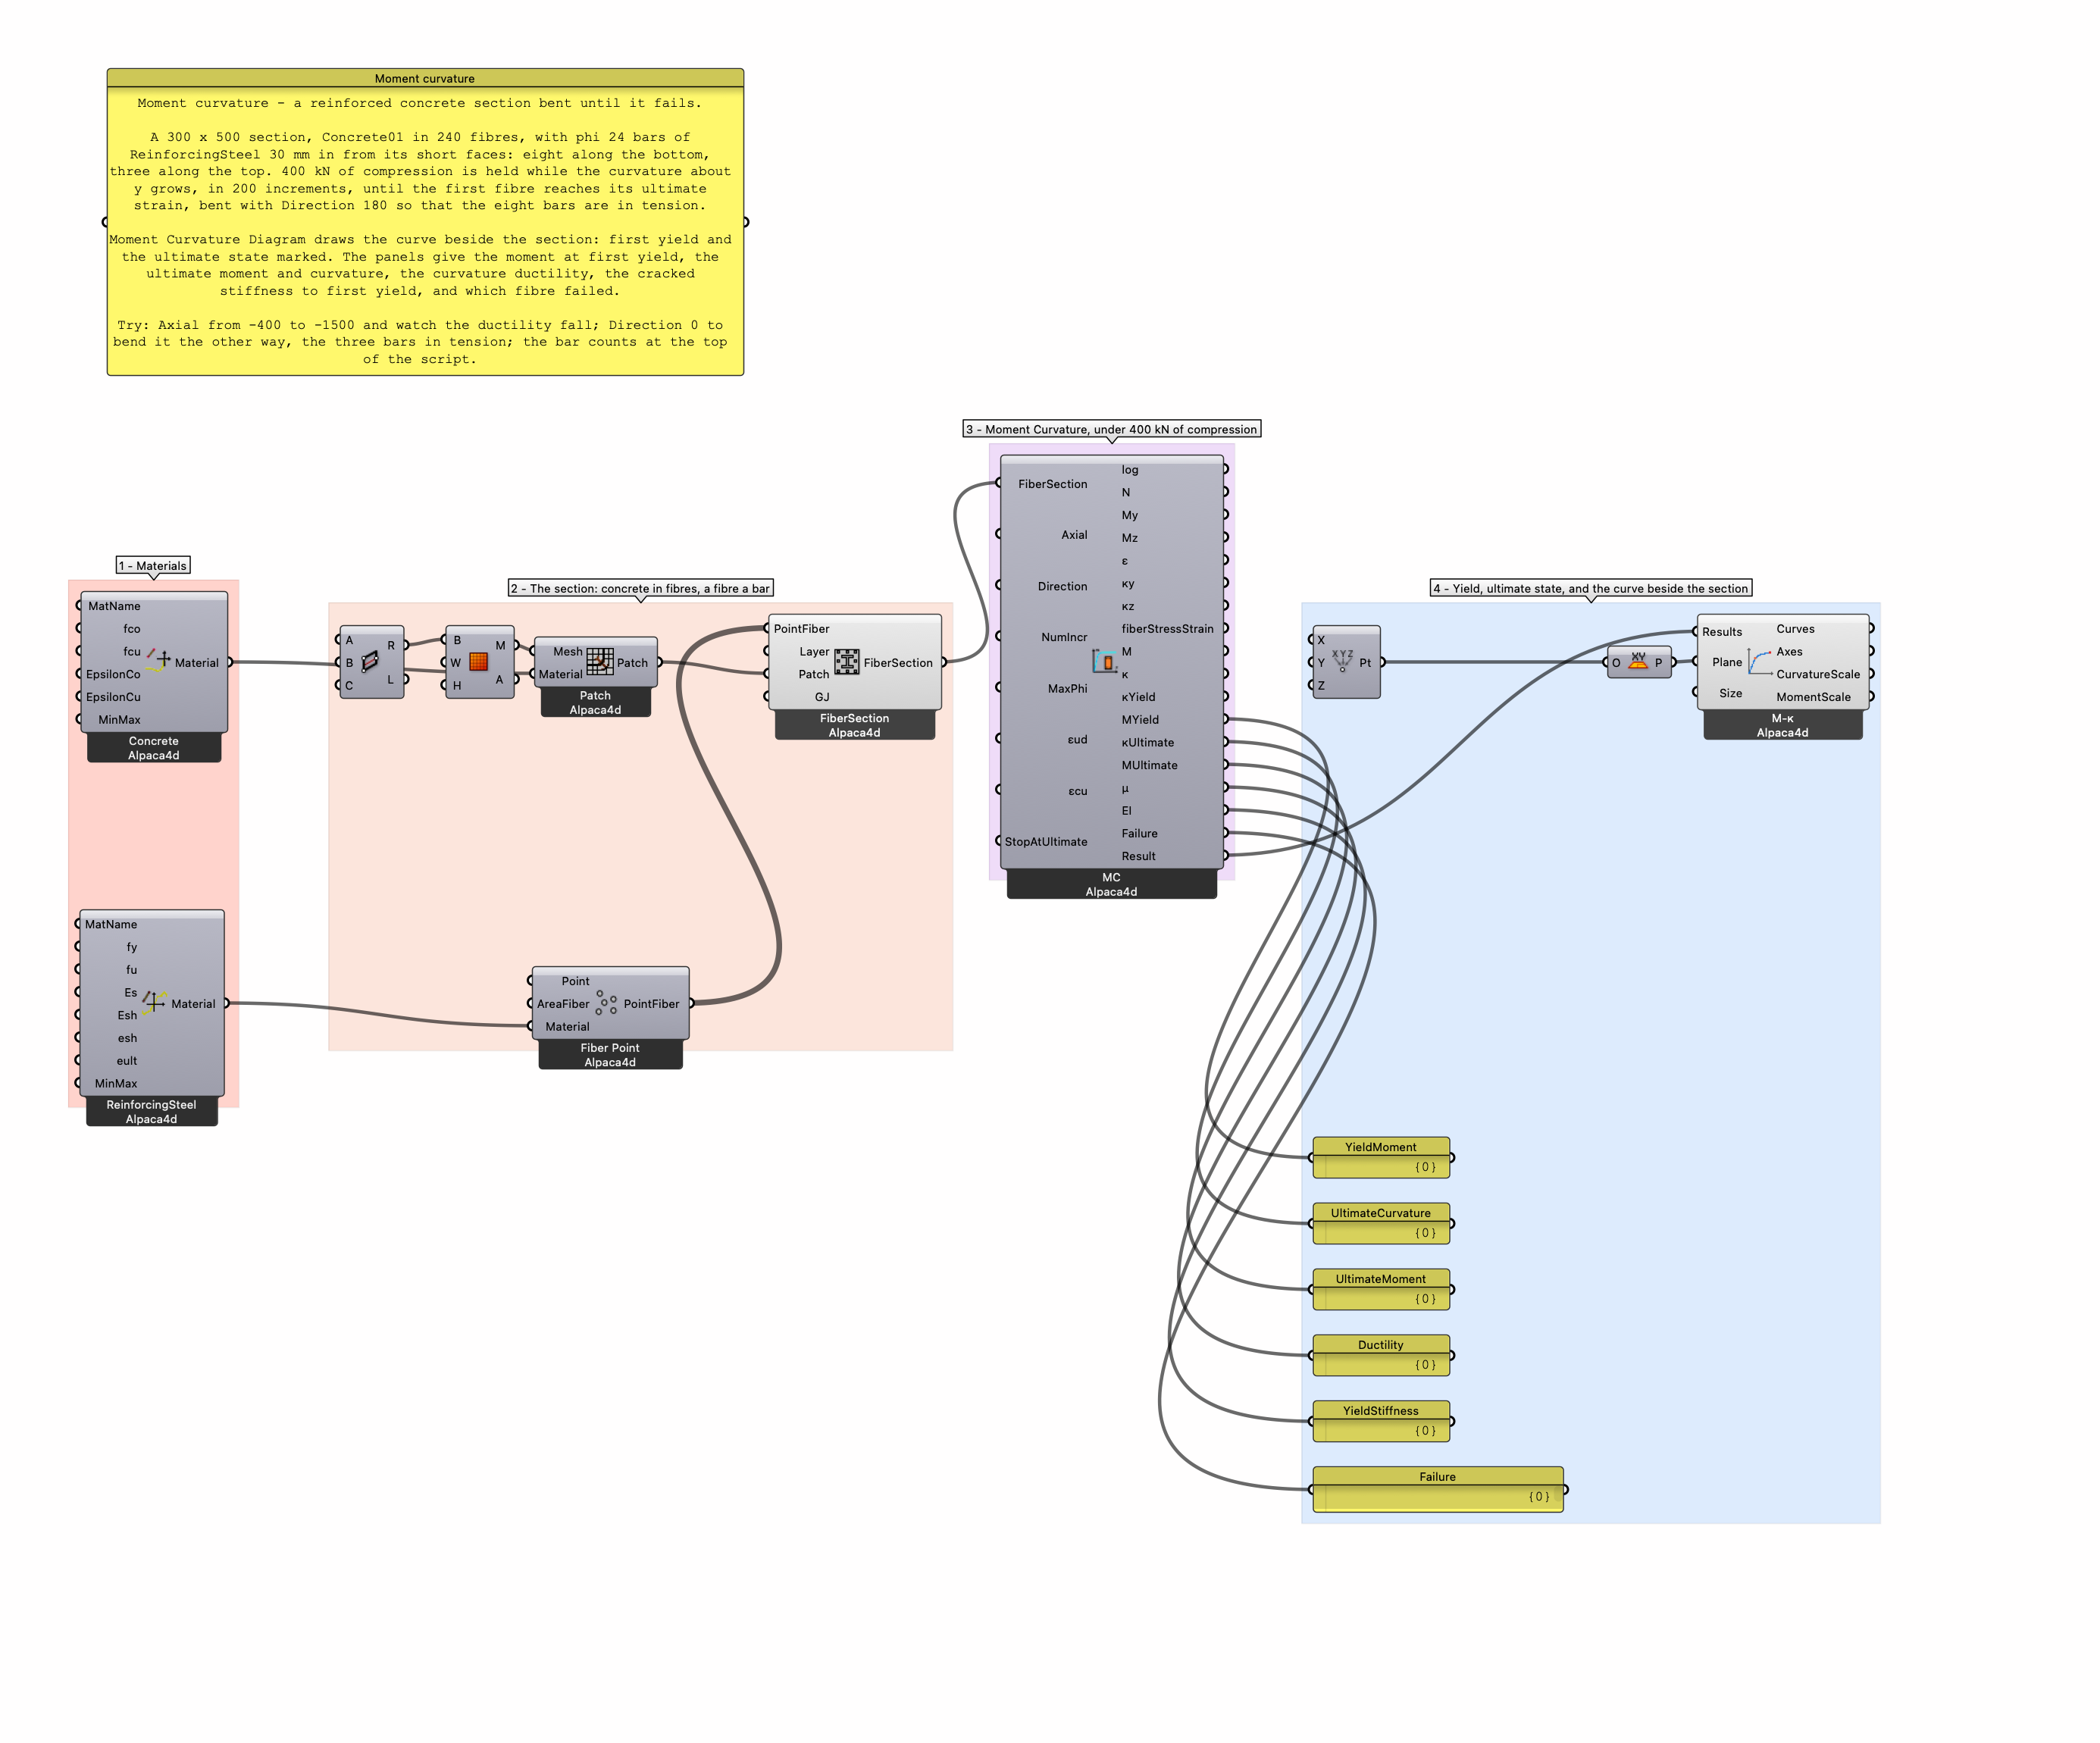 Moment curvature
Moment curvature - a reinforced concrete section bent until it fails.
A 300 x 500 section, Concrete01 in 240 fibres, with phi 24 bars of
ReinforcingSteel 30 mm in from its short faces: eight along the bottom,
three along the top. 400 kN of compression is held while the curvature about
y grows, in 200 increments, until the first fibre reaches its ultimate
strain, bent with Direction 180 so that the eight bars are in tension.
Moment Curvature Diagram draws the curve beside the section: first yield and
the ultimate state marked. The panels give the moment at first yield, the
ultimate moment and curvature, the curvature ductility, the cracked
stiffness to first yield, and which fibre failed.
Try: Axial from -400 to -1500 and watch the ductility fall; Direction 0 to
bend it the other way, the three bars in tension; the bar counts at the top
of the script.
1 - Materials
MatName
fco
fcu
EpsilonCo
EpsilonCu
MinMax
Material
Concrete
Alpaca4d
MatName
fy
fu
Es
Esh
esh
eult
MinMax
Material
ReinforcingSteel
Alpaca4d
2 - The section: concrete in fibres, a fibre a bar
A
B
C
R
L
B
W
H
M
A
Mesh
Material
Patch
Patch
Alpaca4d
PointFiber
Layer
Patch
GJ
FiberSection
FiberSection
Alpaca4d
Point
AreaFiber
Material
PointFiber
Fiber Point
Alpaca4d
3 - Moment Curvature, under 400 kN of compression
FiberSection
Axial
Direction
NumIncr
MaxPhi
εud
εcu
StopAtUltimate
log
N
My
Mz
ε
κy
κz
fiberStressStrain
M
κ
κYield
MYield
κUltimate
MUltimate
μ
EI
Failure
Result
MC
Alpaca4d
4 - Yield, ultimate state, and the curve beside the section
X
Y
Z
XYZ
Pt
O
XY
P
Results
Plane
Size
Curves
Axes
CurvatureScale
MomentScale
M-κ
Alpaca4d
YieldMoment
{0}
UltimateCurvature
{0}
UltimateMoment
{0}
Ductility
{0}
YieldStiffness
{0}
Failure
{0}